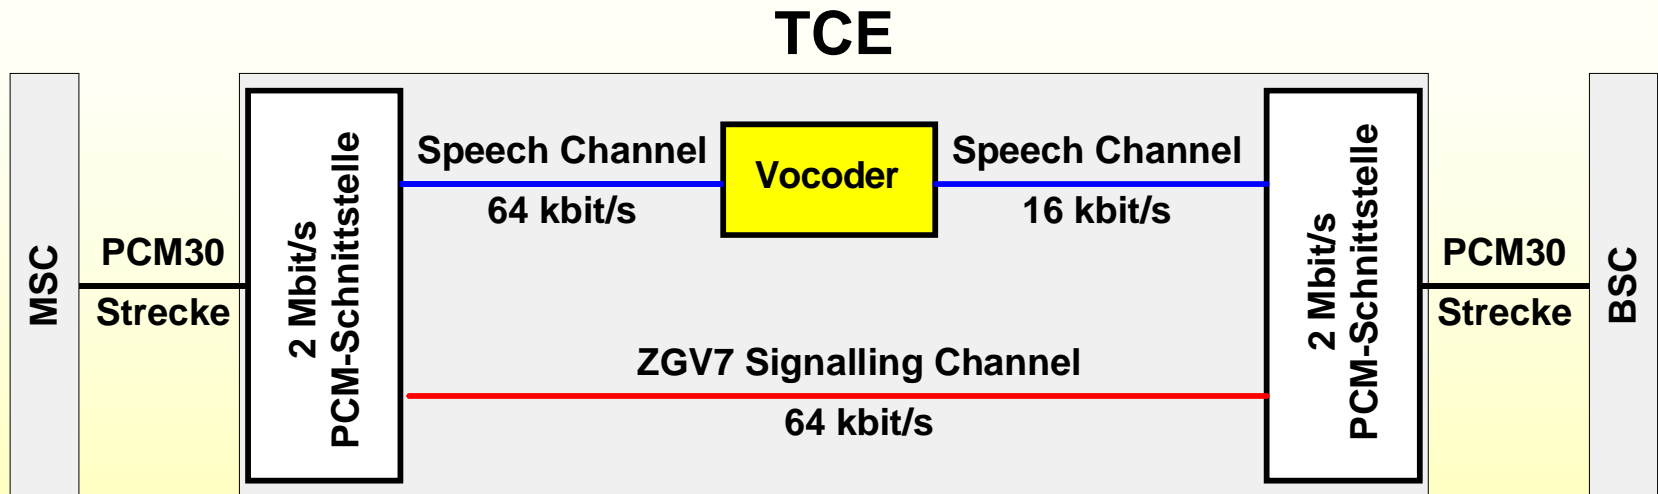 TCE
MSC
PCM30
Strecke
2 Mbit/s
PCM-Schnittstelle
Speech Channel
64 kbit/s
Vocoder
Speech Channel
16 kbit/s
ZGV7 Signalling Channel
64 kbit/s
2 Mbit/s
PCM-Schnittstelle
PCM30
Strecke
BSC